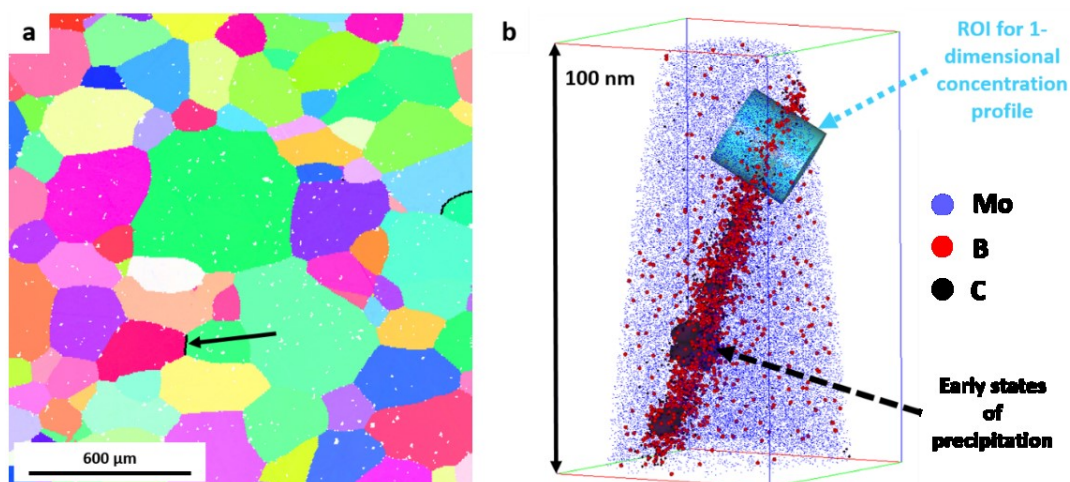 a
600 µm
b
100 nm
ROI for 1-
dimensional
concentration
profile
Mo
B
C
Early states
of
precipitation